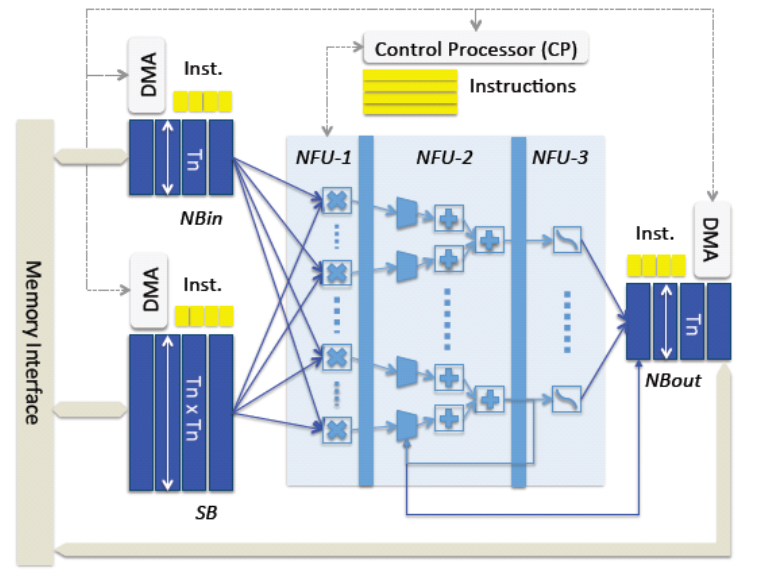 Control Processor (CP)
Instructions
DMA
Inst.
Tn
NBin
NFU-1
NFU-2
NFU-3
DMA
Inst.
Tn x Tn
SB
Memory Interface
Inst.
DMA
Tn
NBout